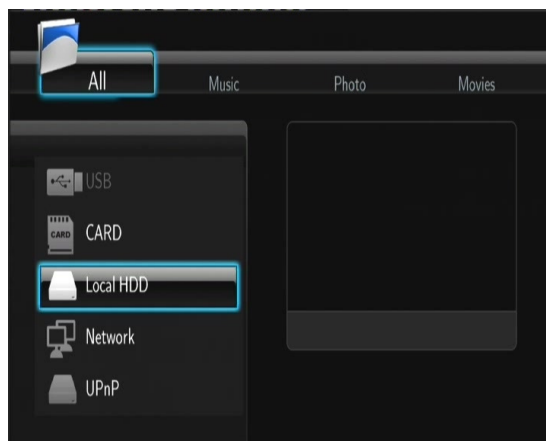 All
Music
Photo
Movies
USB
CARD
CARD
Local HDD
Network
UPnP